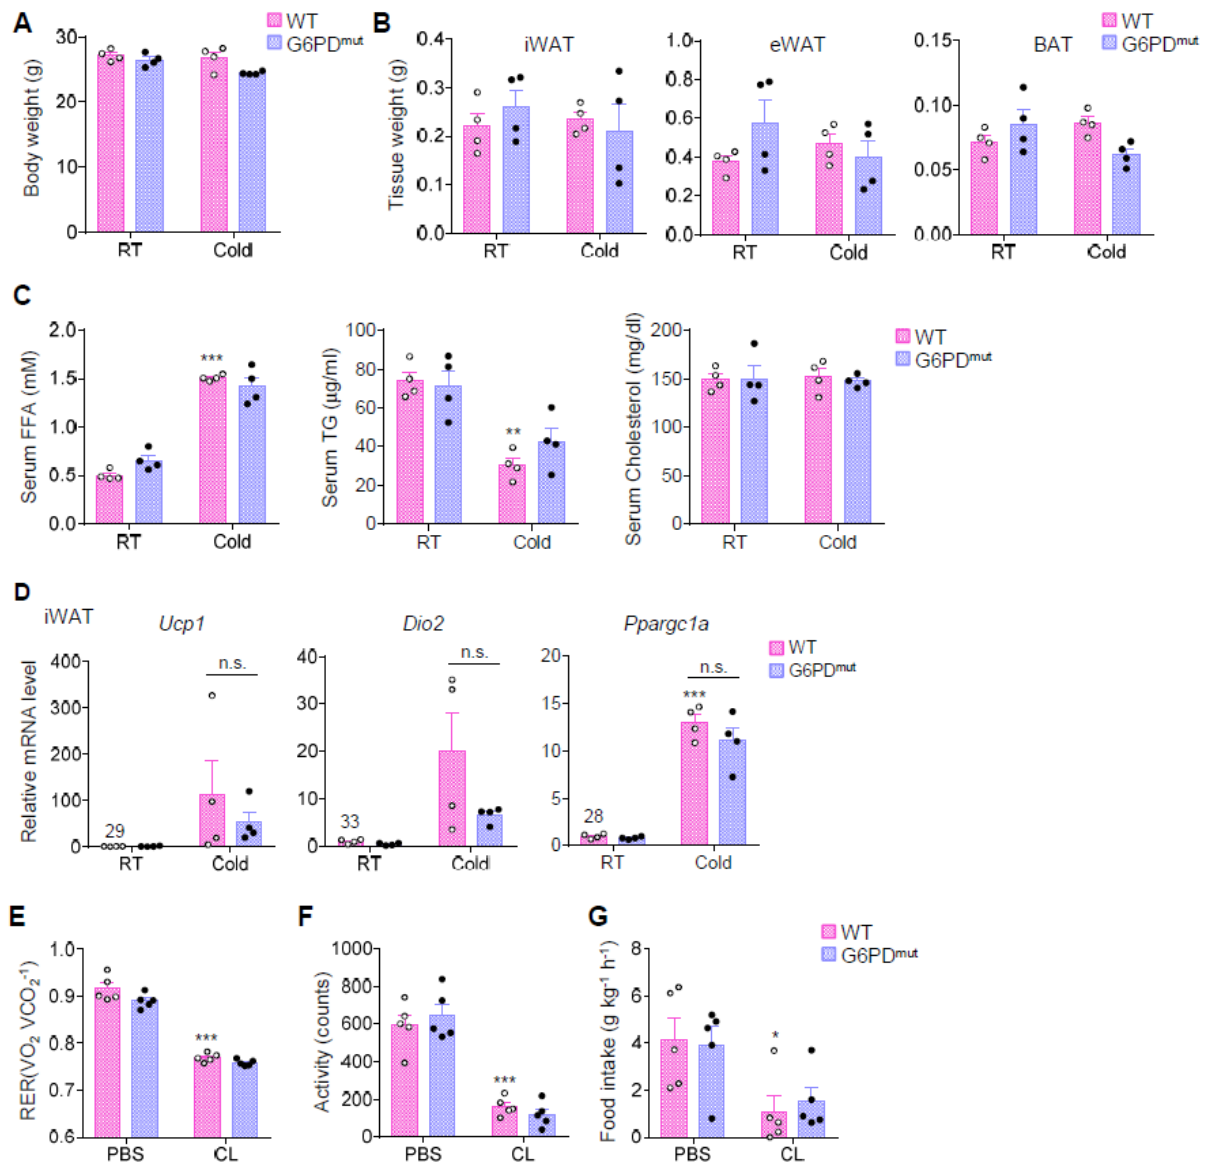 A
Body weight (g)
30
20
10
0
RT Cold
WT
G6PDmut
B
Tissue weight (g)
iWAT
0.4
0.3
0.2
0.1
0.0
RT Cold
eWAT
1.0
0.8
0.6
0.4
0.2
0.0
RT Cold
BAT
0.15
0.10
0.05
0.00
RT Cold
WT
G6PDmut
C
Serum FFA (mM)
2.0
1.5
1.0
0.5
0.0
***
RT Cold
Serum TG (μg/ml)
100
80
60
40
20
0
**
RT Cold
Serum Cholesterol (mg/dl)
200
150
100
50
0
RT Cold
WT
G6PDmut
D
iWAT
Relative mRNA level
Ucp1
400
300
200
100
0
29
n.s.
RT Cold
Dio2
40
30
20
10
0
33
n.s.
RT Cold
Ppargc1a
20
15
10
5
0
28
n.s.
***
RT Cold
WT
G6PDmut
E
RER(VO2 VCO2-1)
1.0
0.9
0.8
0.7
0.6
***
PBS CL
F
Activity (counts)
1000
800
600
400
200
0
***
PBS CL
G
Food intake (g kg-1 h-1)
8
6
4
2
0
*
PBS CL
WT
G6PDmut